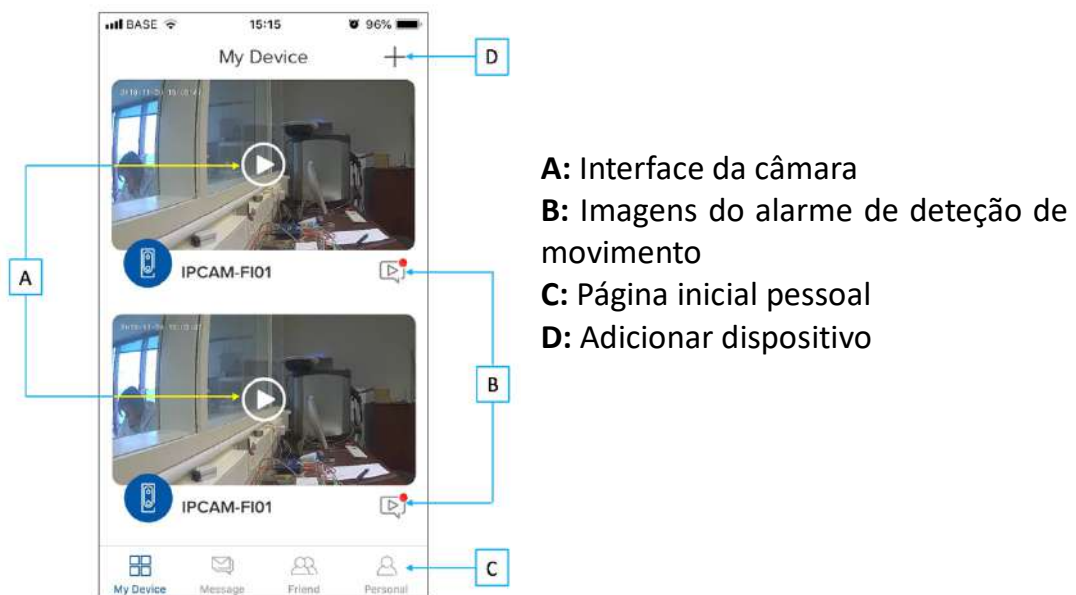 BASE 15:15 96%
My Device
D
A
IPCAM-FI01
B
IPCAM-FI01
C
My Device Message Friend Personal
A: Interface da câmara
B: Imagens do alarme de deteção de
movimento
C: Página inicial pessoal
D: Adicionar dispositivo